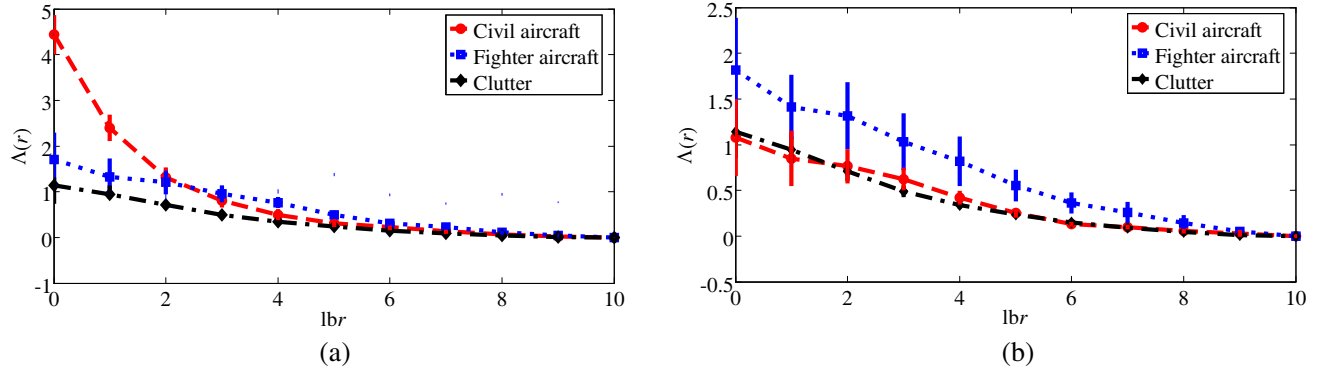 5
4
3
2
1
0
-1
Λ(r)
0
2
4
6
8
10
lbr
Civil aircraft
Fighter aircraft
Clutter
(a)
2.5
2
1.5
1
0.5
0
-0.5
Λ(r)
0
2
4
6
8
10
lbr
Civil aircraft
Fighter aircraft
Clutter
(b)